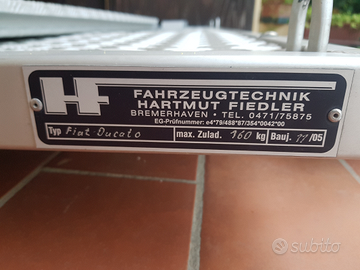 HF
FAHRZEUGTECHNIK
HARTMUT FIEDLER
BREMERHAVEN • TEL. 0471/75875
EG-Prüfnummer: e4*79/488*87/354*0042*00
Typ Fiat Ducato max. Zulad. 160 kg Bauj. 11/05
subito